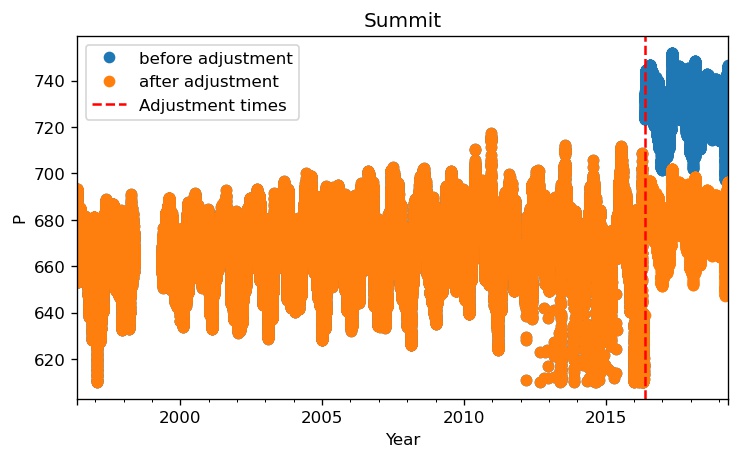 Summit
before adjustment
after adjustment
Adjustment times
P
740
720
700
680
660
640
620
2000
2005
2010
2015
Year